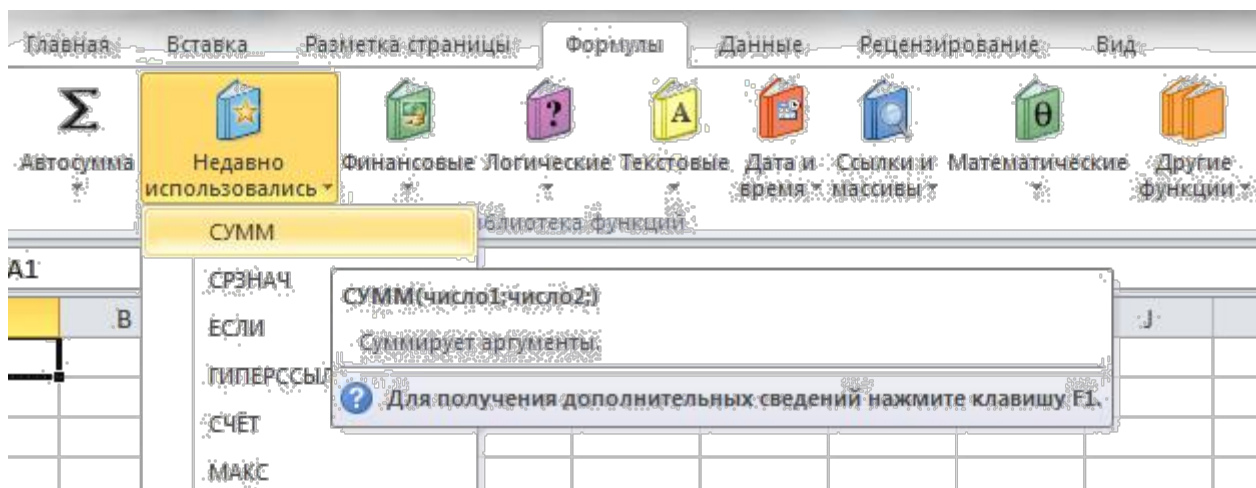 Главная Вставка Разметка страницы Формулы Данные Рецензирование Вид
Σ ? A θ
Автосумма Недавно использовались Финансовые Логические Текстовые Дата и время Ссылки и массивы Математические Другие функции
блиотека функций
СУММ
A1
СРЗНАЧ
СУММ(число1;число2;)
B
J
ЕСЛИ
Суммирует аргументы.
ГИПЕРССЫЛ
? Для получения дополнительных сведений нажмите клавишу F1.
СЧЁТ
МАКС